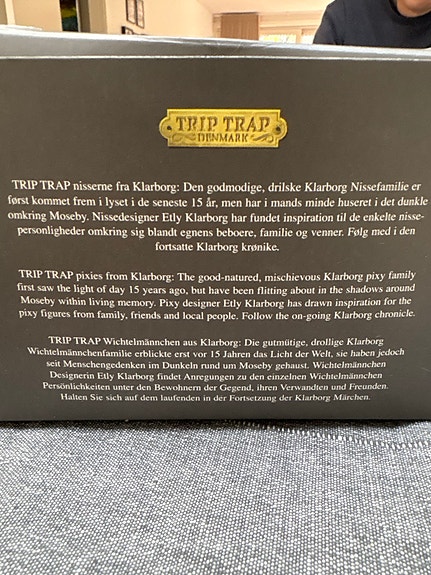 TRIP TRAP
DENMARK
TRIP TRAP nisserne fra Klarborg: Den godmodige, drilske Klarborg Nissefamilie er
først kommet frem i lyset i de seneste 15 år, men har i mands minde huseret i det dunkle
omkring Moseby. Nissedesigner Etly Klarborg har fundet inspiration til de enkelte nisse-
personligheder omkring sig blandt egnens beboere, familie og venner. Følg med i den
fortsatte Klarborg krønike.
TRIP TRAP pixies from Klarborg: The good-natured, mischievous Klarborg pixy family
first saw the light of day 15 years ago, but have been flitting about in the shadows around
Moseby within living memory. Pixy designer Etly Klarborg has drawn inspiration for the
pixy figures from family, friends and local people. Follow the on-going Klarborg chronicle.
TRIP TRAP Wichtelmännchen aus Klarborg: Die gutmütige, drollige Klarborg
Wichtelmännchenfamilie erblickte erst vor 15 Jahren das Licht der Welt, sie haben jedoch
seit Menschengedenken im Dunkeln rund um Moseby gehaust. Wichtelmännchen
Designerin Etly Klarborg findet Anregungen zu den einzelnen Wichtelmännchen
Persönlichkeiten unter den Bewohnern der Gegend, ihren Verwandten und Freunden.
Halten Sie sich auf dem laufenden in der Fortsetzung der Klarborg Märchen.